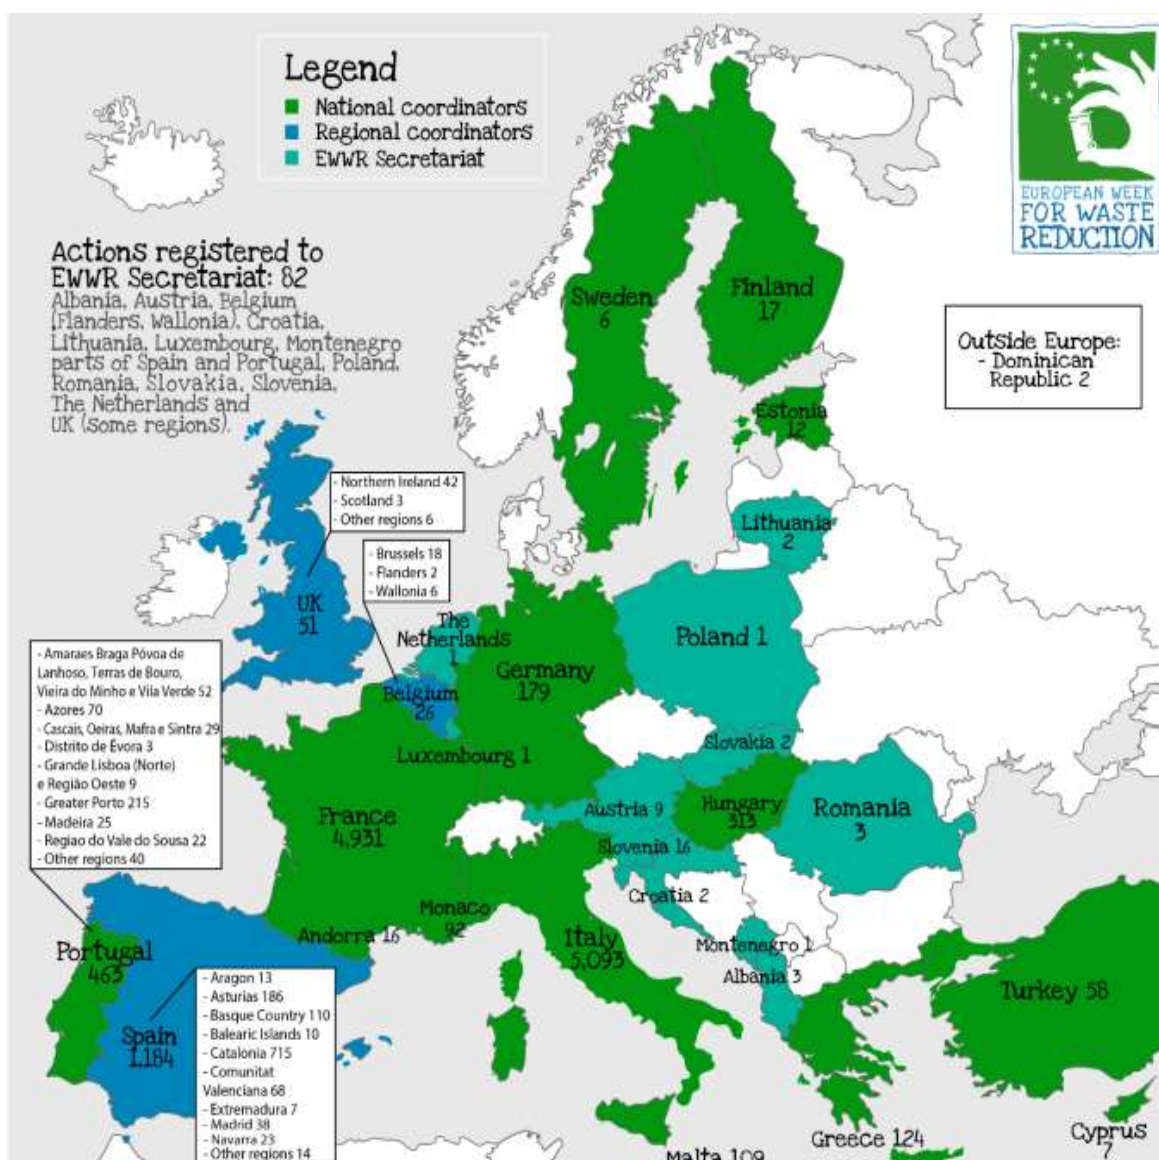 Legend
National coordinators
Regional coordinators
EWWR Secretariat
EUROPEAN WEEK
FOR WASTE
REDUCTION
Actions registered to
EWWR Secretariat: 82
Albania, Austria, Belgium
(Flanders, Wallonia), Croatia,
Lithuania, Luxembourg, Montenegro
parts of Spain and Portugal, Poland,
Romania, Slovakia, Slovenia,
The Netherlands and
UK (some regions).
Sweden
6
Finland
17
Outside Europe:
- Dominican
Republic 2
Estonia
12
- Northern Ireland 42
- Scotland 3
- Other regions 6
Lithuania
2
- Brussels 18
- Flanders 2
- Wallonia 6
UK
51
The
Netherlands
1
Poland 1
Germany
179
Belgium
26
- Amaraes Braga Póvoa de
Lanhoso, Terras de Bouro,
Vieira do Minho e Vila Verde 52
- Azores 70
- Cascais, Oeiras, Mafra e Sintra 29
- Distrito de Évora 3
- Grande Lisboa (Norte)
e Região Oeste 9
- Greater Porto 215
- Madeira 25
- Regiao do Vale do Sousa 22
- Other regions 40
Luxembourg 1
Slovakia 2
France
4,931
Austria 9
Hungary
313
Romania
3
Slovenia 16
Croatia 2
Monaco
92
Andorra 16
Italy
5,093
Montenegro 1
Albania 3
Portugal
463
Turkey 58
Spain
1,184
- Aragon 13
- Asturias 186
- Basque Country 110
- Balearic Islands 10
- Catalonia 715
- Comunitat
Valenciana 68
- Extremadura 7
- Madrid 38
- Navarra 23
- Other regions 14
Malta 109
Greece 124
Cyprus
7